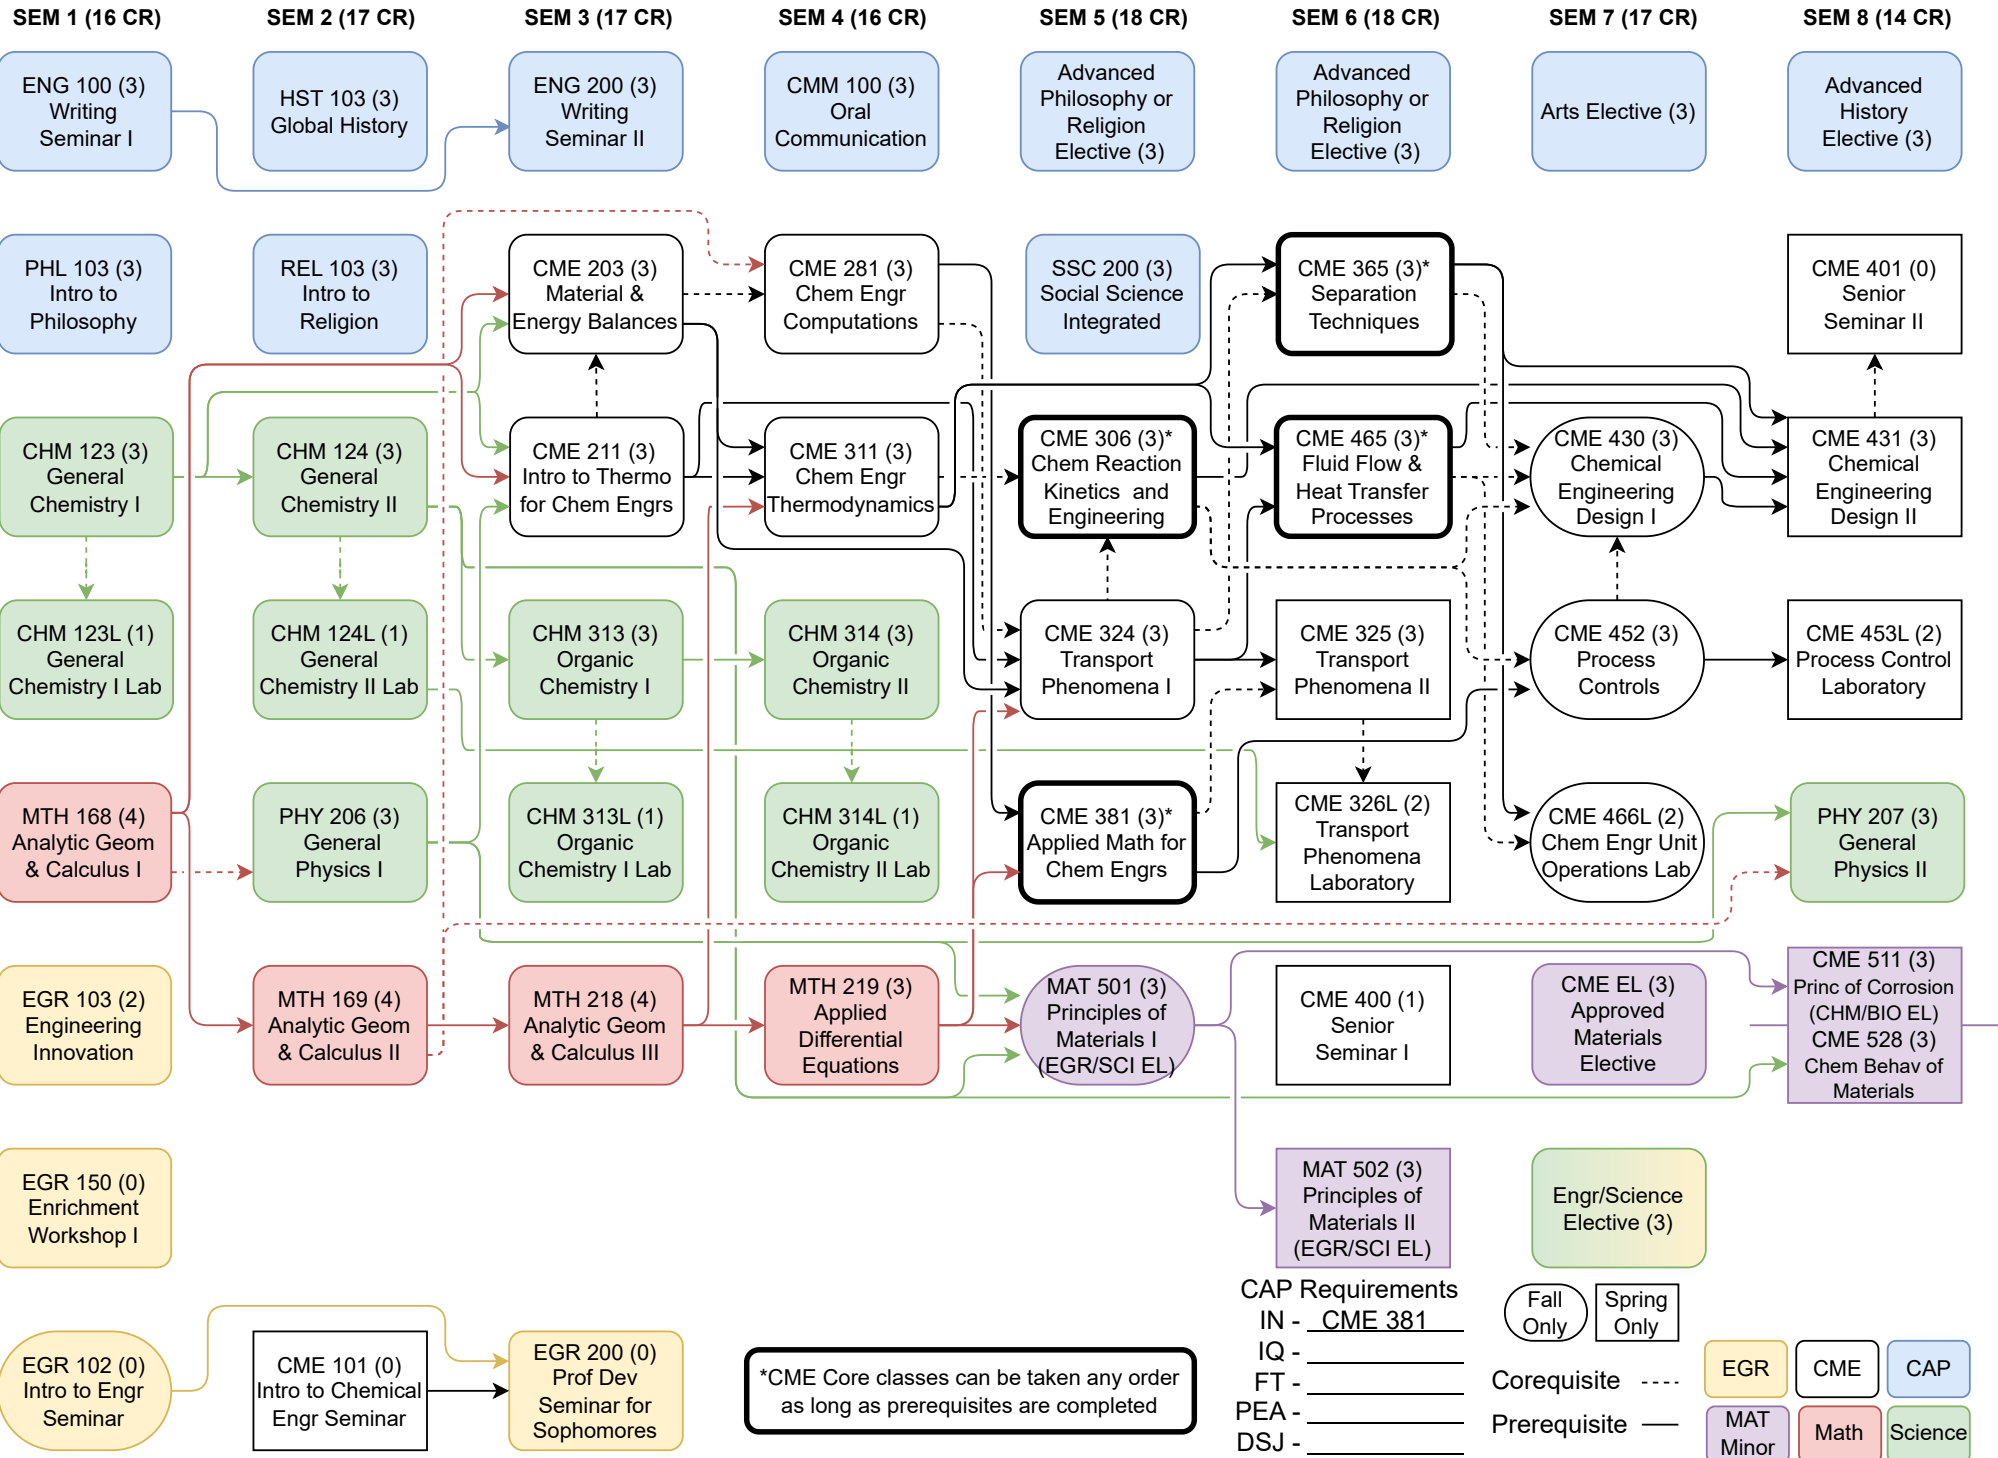 SEM 1 (16 CR)
SEM 2 (17 CR)
SEM 3 (17 CR)
SEM 4 (16 CR)
SEM 5 (18 CR)
SEM 6 (18 CR)
SEM 7 (17 CR)
SEM 8 (14 CR)
ENG 100 (3)
Writing
Seminar I
HST 103 (3)
Global History
ENG 200 (3)
Writing
Seminar II
CMM 100 (3)
Oral
Communication
Advanced
Philosophy or
Religion
Elective (3)
Advanced
Philosophy or
Religion
Elective (3)
Arts Elective (3)
Advanced
History
Elective (3)
PHL 103 (3)
Intro to
Philosophy
REL 103 (3)
Intro to
Religion
CME 203 (3)
Material &
Energy Balances
CME 281 (3)
Chem Engr
Computations
SSC 200 (3)
Social Science
Integrated
CME 365 (3)*
Separation
Techniques
CME 401 (0)
Senior
Seminar II
CHM 123 (3)
General
Chemistry I
CHM 124 (3)
General
Chemistry II
CME 211 (3)
Intro to Thermo
for Chem Engrs
CME 311 (3)
Chem Engr
Thermodynamics
CME 306 (3)*
Chem Reaction
Kinetics and
Engineering
CME 465 (3)*
Fluid Flow &
Heat Transfer
Processes
CME 430 (3)
Chemical
Engineering
Design I
CME 431 (3)
Chemical
Engineering
Design II
CHM 123L (1)
General
Chemistry I Lab
CHM 124L (1)
General
Chemistry II Lab
CHM 313 (3)
Organic
Chemistry I
CHM 314 (3)
Organic
Chemistry II
CME 324 (3)
Transport
Phenomena I
CME 325 (3)
Transport
Phenomena II
CME 452 (3)
Process
Controls
CME 453L (2)
Process Control
Laboratory
MTH 168 (4)
Analytic Geom
& Calculus I
PHY 206 (3)
General
Physics I
CHM 313L (1)
Organic
Chemistry I Lab
CHM 314L (1)
Organic
Chemistry II Lab
CME 381 (3)*
Applied Math for
Chem Engrs
CME 326L (2)
Transport
Phenomena
Laboratory
CME 466L (2)
Chem Engr Unit
Operations Lab
PHY 207 (3)
General
Physics II
EGR 103 (2)
Engineering
Innovation
MTH 169 (4)
Analytic Geom
& Calculus II
MTH 218 (4)
Analytic Geom
& Calculus III
MTH 219 (3)
Applied
Differential
Equations
MAT 501 (3)
Principles of
Materials I
(EGR/SCI EL)
CME 400 (1)
Senior
Seminar I
CME EL (3)
Approved
Materials
Elective
CME 511 (3)
Princ of Corrosion
(CHM/BIO EL)
CME 528 (3)
Chem Behav of
Materials
EGR 150 (0)
Enrichment
Workshop I
MAT 502 (3)
Principles of
Materials II
(EGR/SCI EL)
Engr/Science
Elective (3)
EGR 102 (0)
Intro to Engr
Seminar
CME 101 (0)
Intro to Chemical
Engr Seminar
EGR 200 (0)
Prof Dev
Seminar for
Sophomores
*CME Core classes can be taken any order
as long as prerequisites are completed
CAP Requirements
IN - CME 381
IQ -
FT -
PEA -
DSJ -
Fall
Only
Spring
Only
Corequisite
Prerequisite
EGR
CME
CAP
MAT
Minor
Math
Science